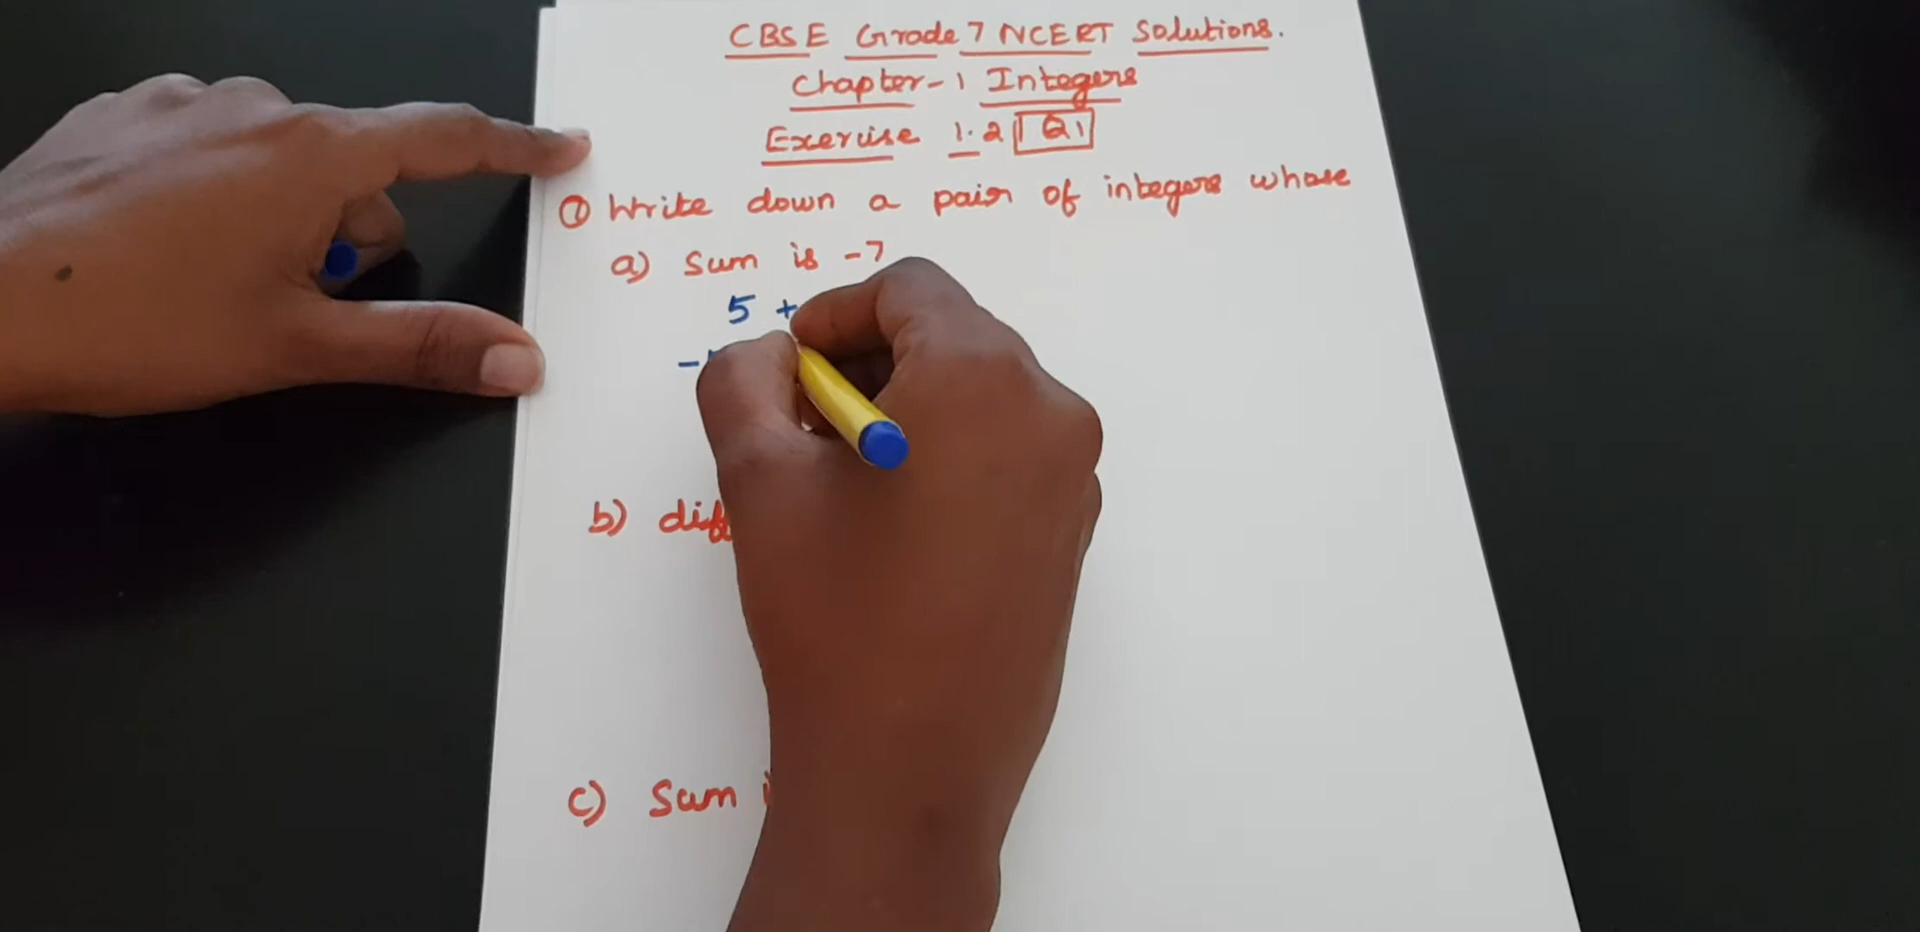 CBSE Grade 7 NCERT Solutions.
Chapter-1 Integers
Exercise 1.2 Q1
① Write down a pair of integers whose
a) Sum is -7
5 +
-
b)
c) Sum